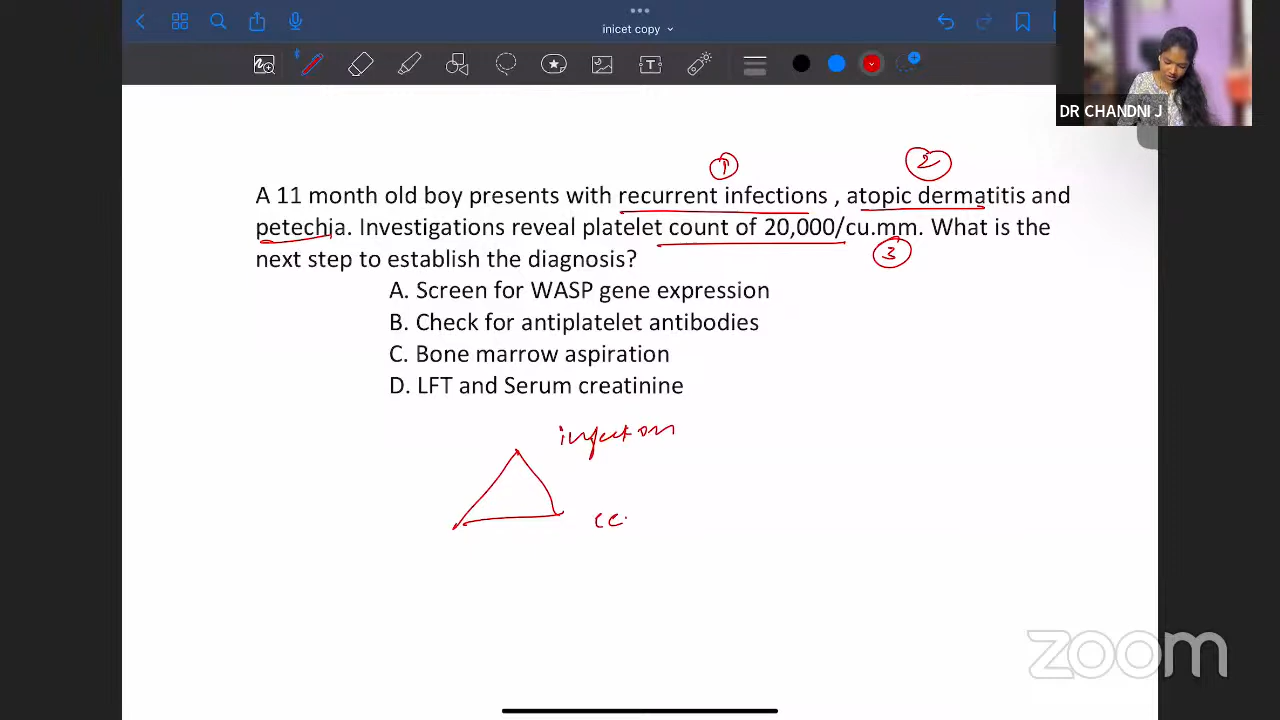 inicet copy
T
DR CHANDNI J
1
2
A 11 month old boy presents with recurrent infections , atopic dermatitis and
petechia. Investigations reveal platelet count of 20,000/cu.mm. What is the
3
next step to establish the diagnosis?
A. Screen for WASP gene expression
B. Check for antiplatelet antibodies
C. Bone marrow aspiration
D. LFT and Serum creatinine
infection
zoom